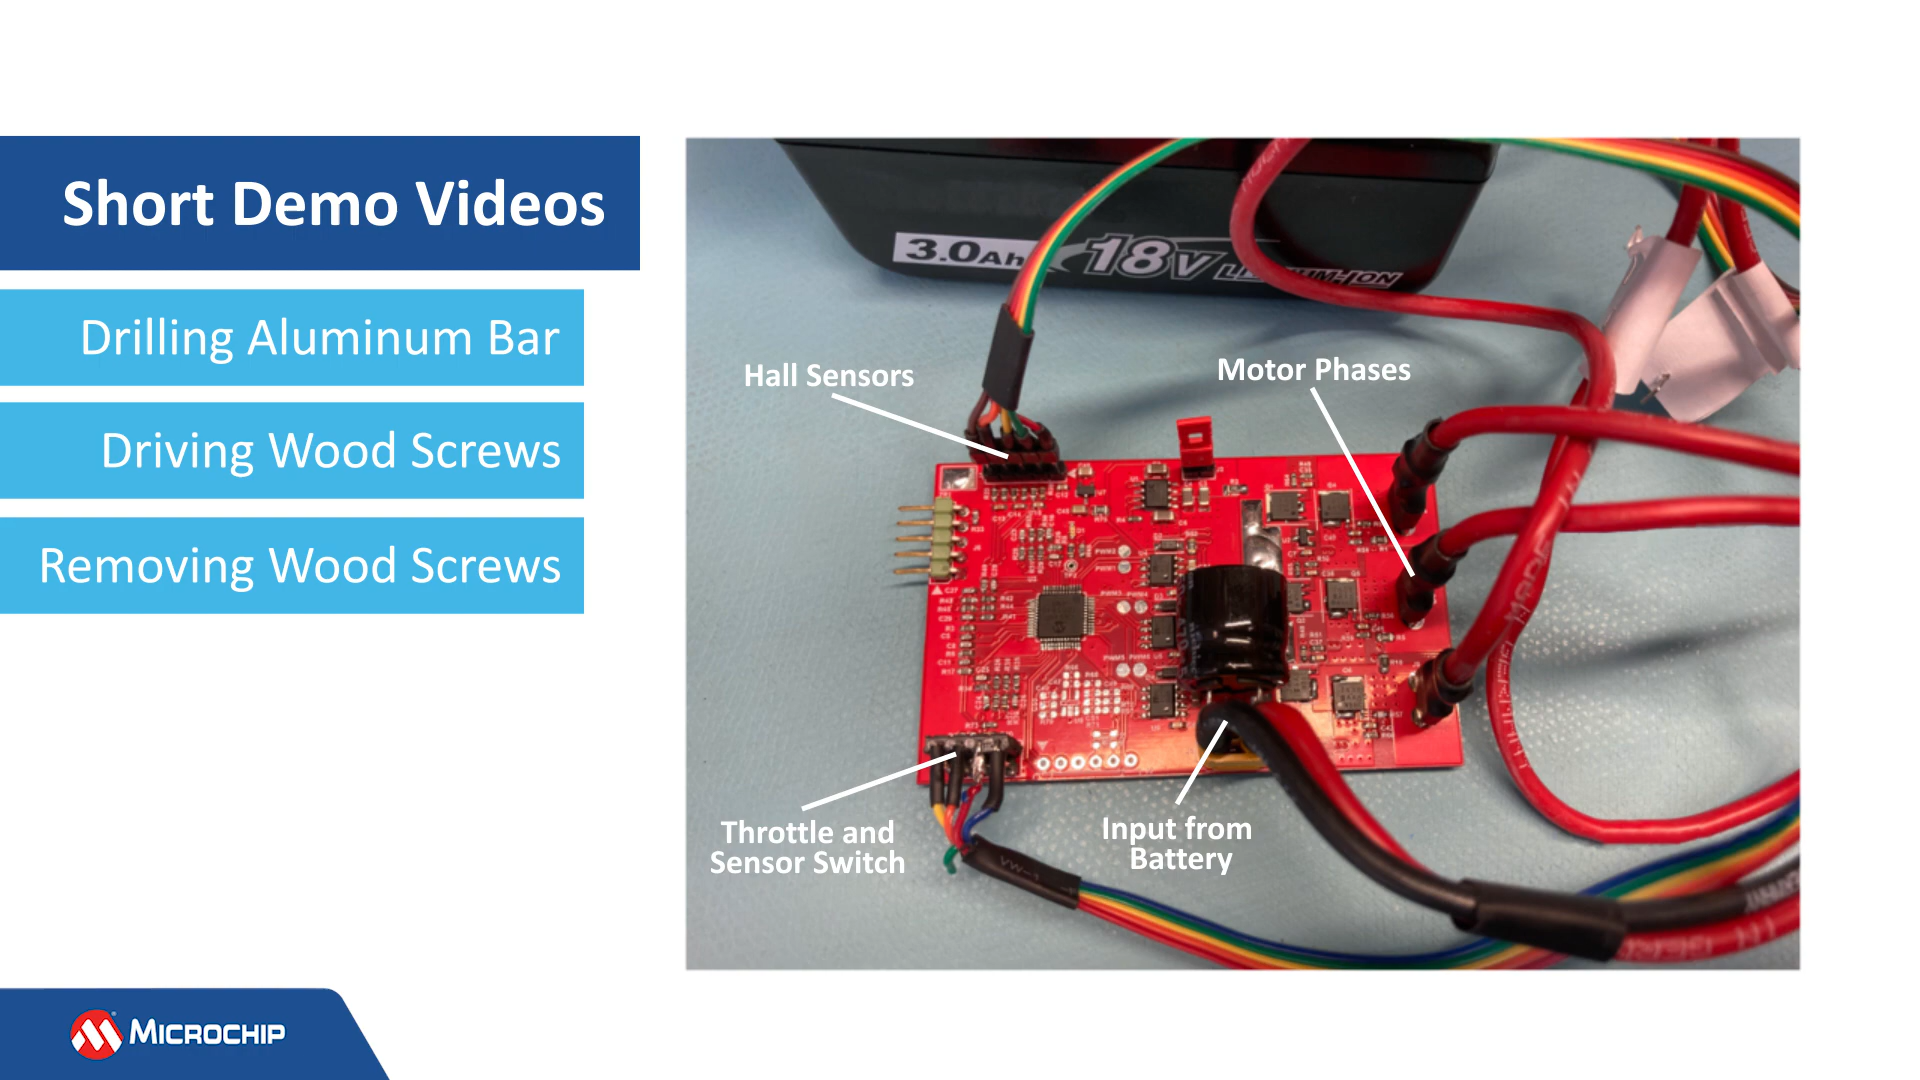 Short Demo Videos
Drilling Aluminum Bar
Driving Wood Screws
Removing Wood Screws
3.0Ah
18V
Hall Sensors
Motor Phases
Throttle and
Sensor Switch
Input from
Battery
MICROCHIP